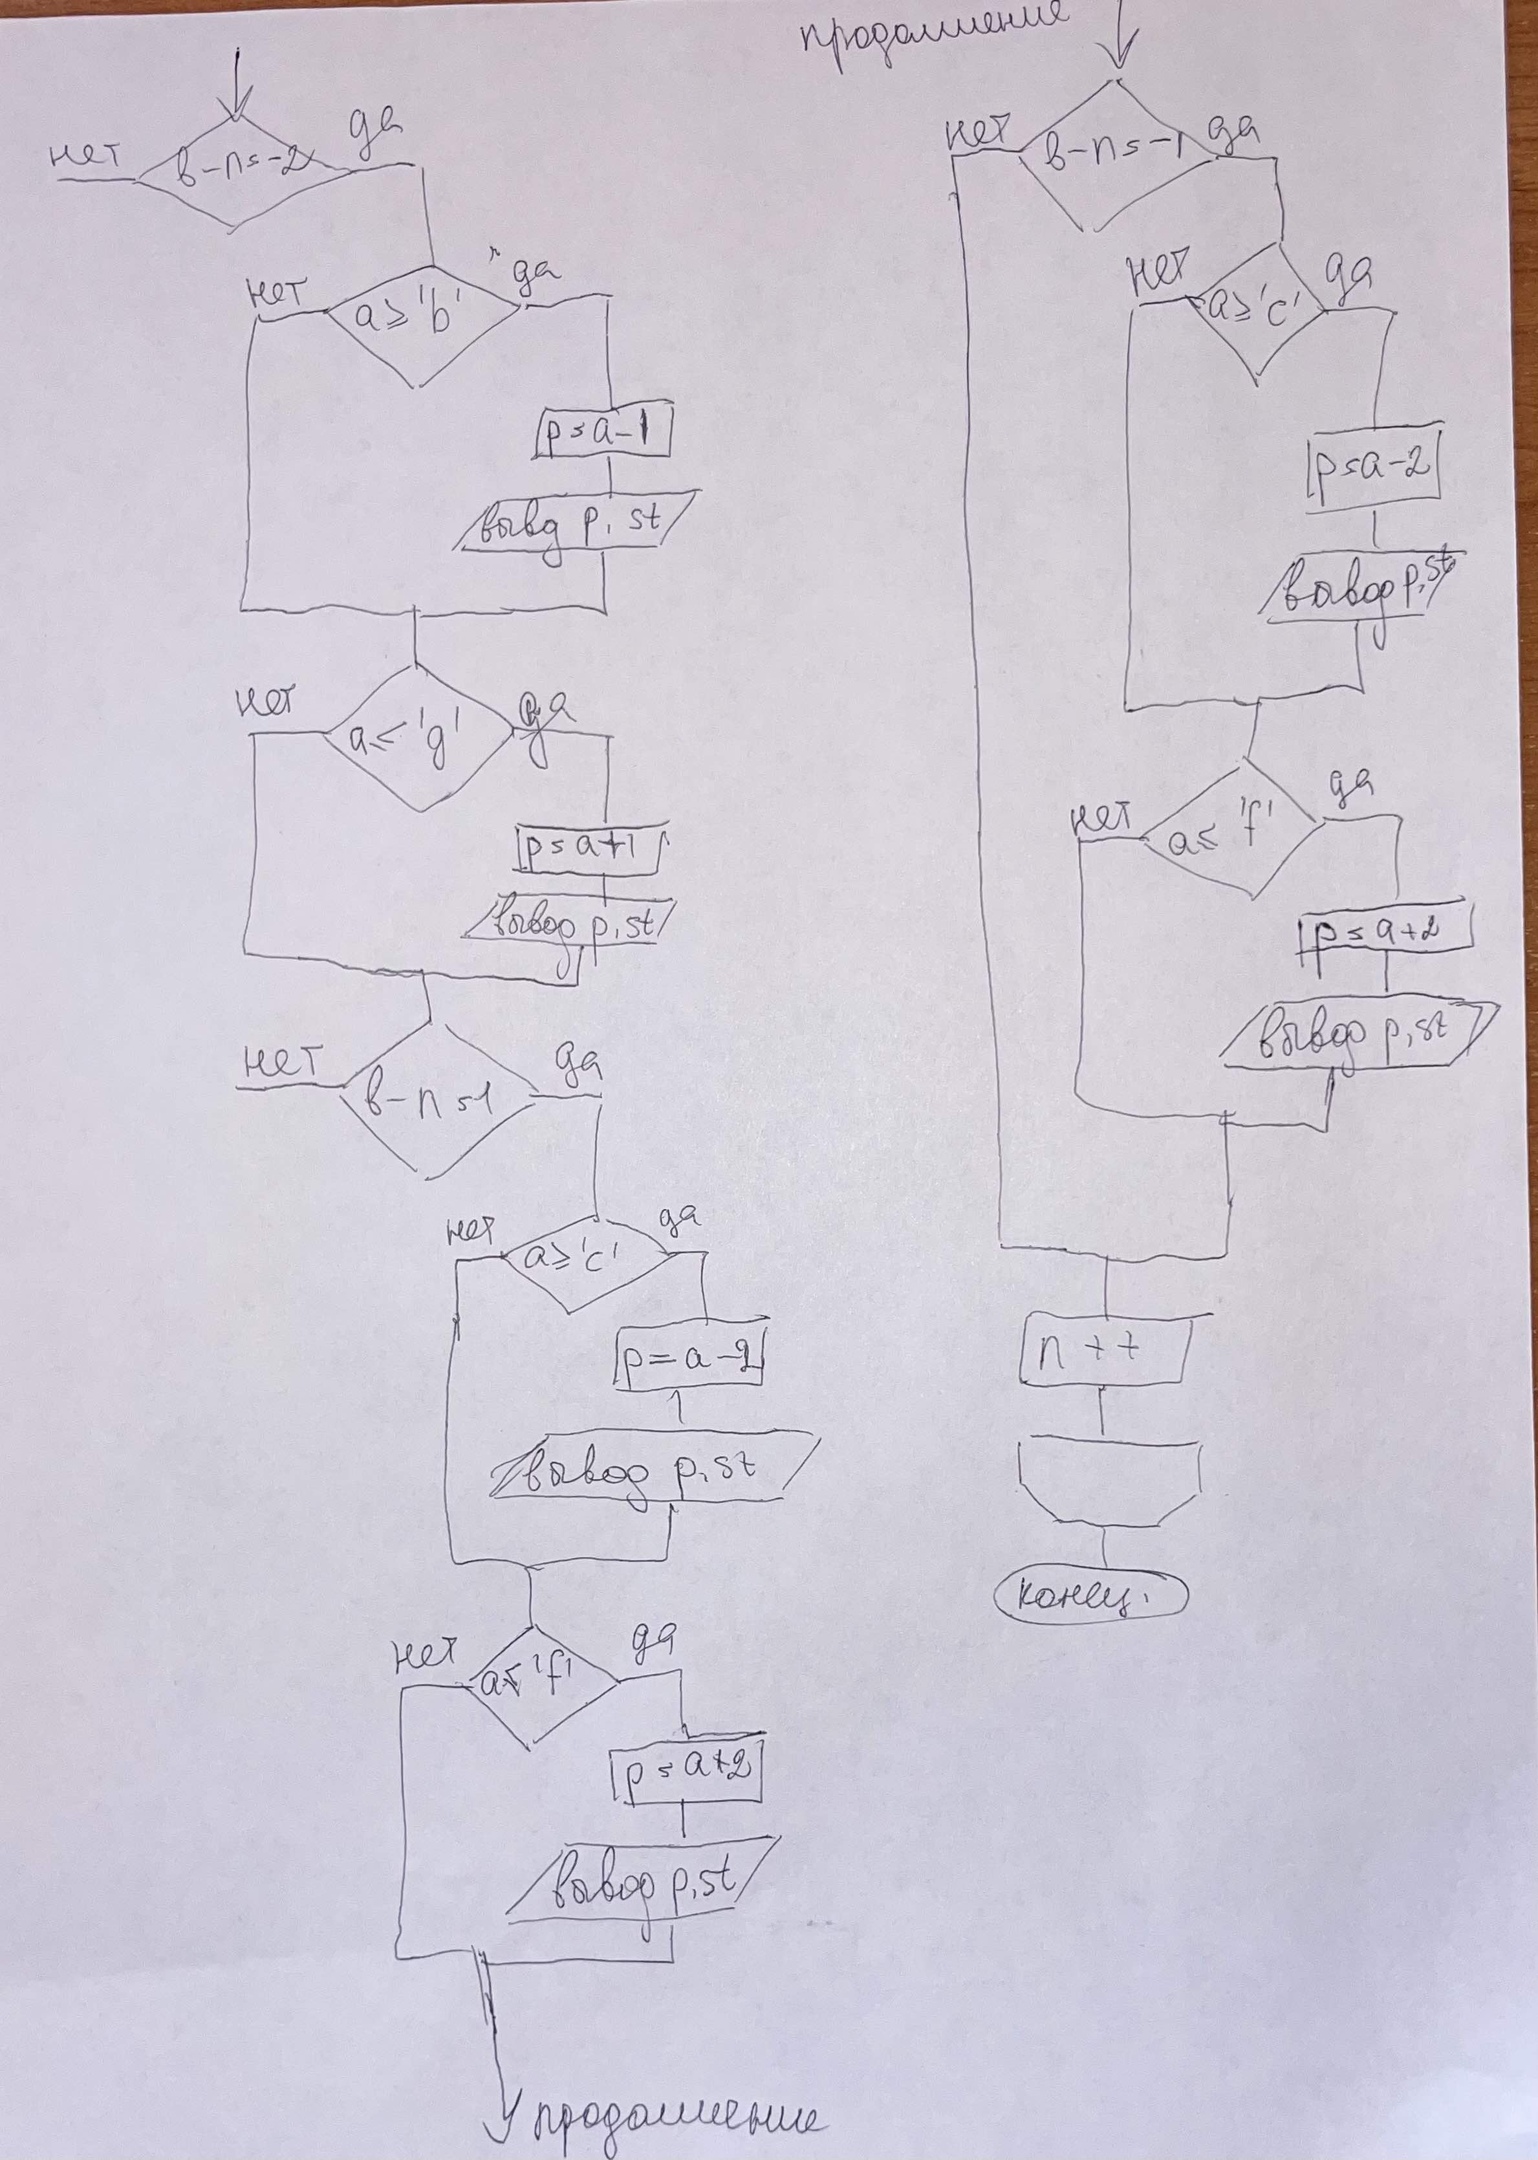 нет
b-n=-2
да
нет
a≥'b'
да
p=a-1
вывд p, st
нет
a≤'g'
да
p=a+1
вывод p, st
нет
b-n=1
да
нет
a≥'c'
да
p=a-2
вывод p, st
нет
a≤'f'
да
p=a+2
вывод p, st
продолжение
продолжение
нет
b-n=-1
да
нет
a≥'c'
да
p=a-2
вывод p, st
нет
a≤'f'
да
p=a+2
вывод p, st
n++
конец.